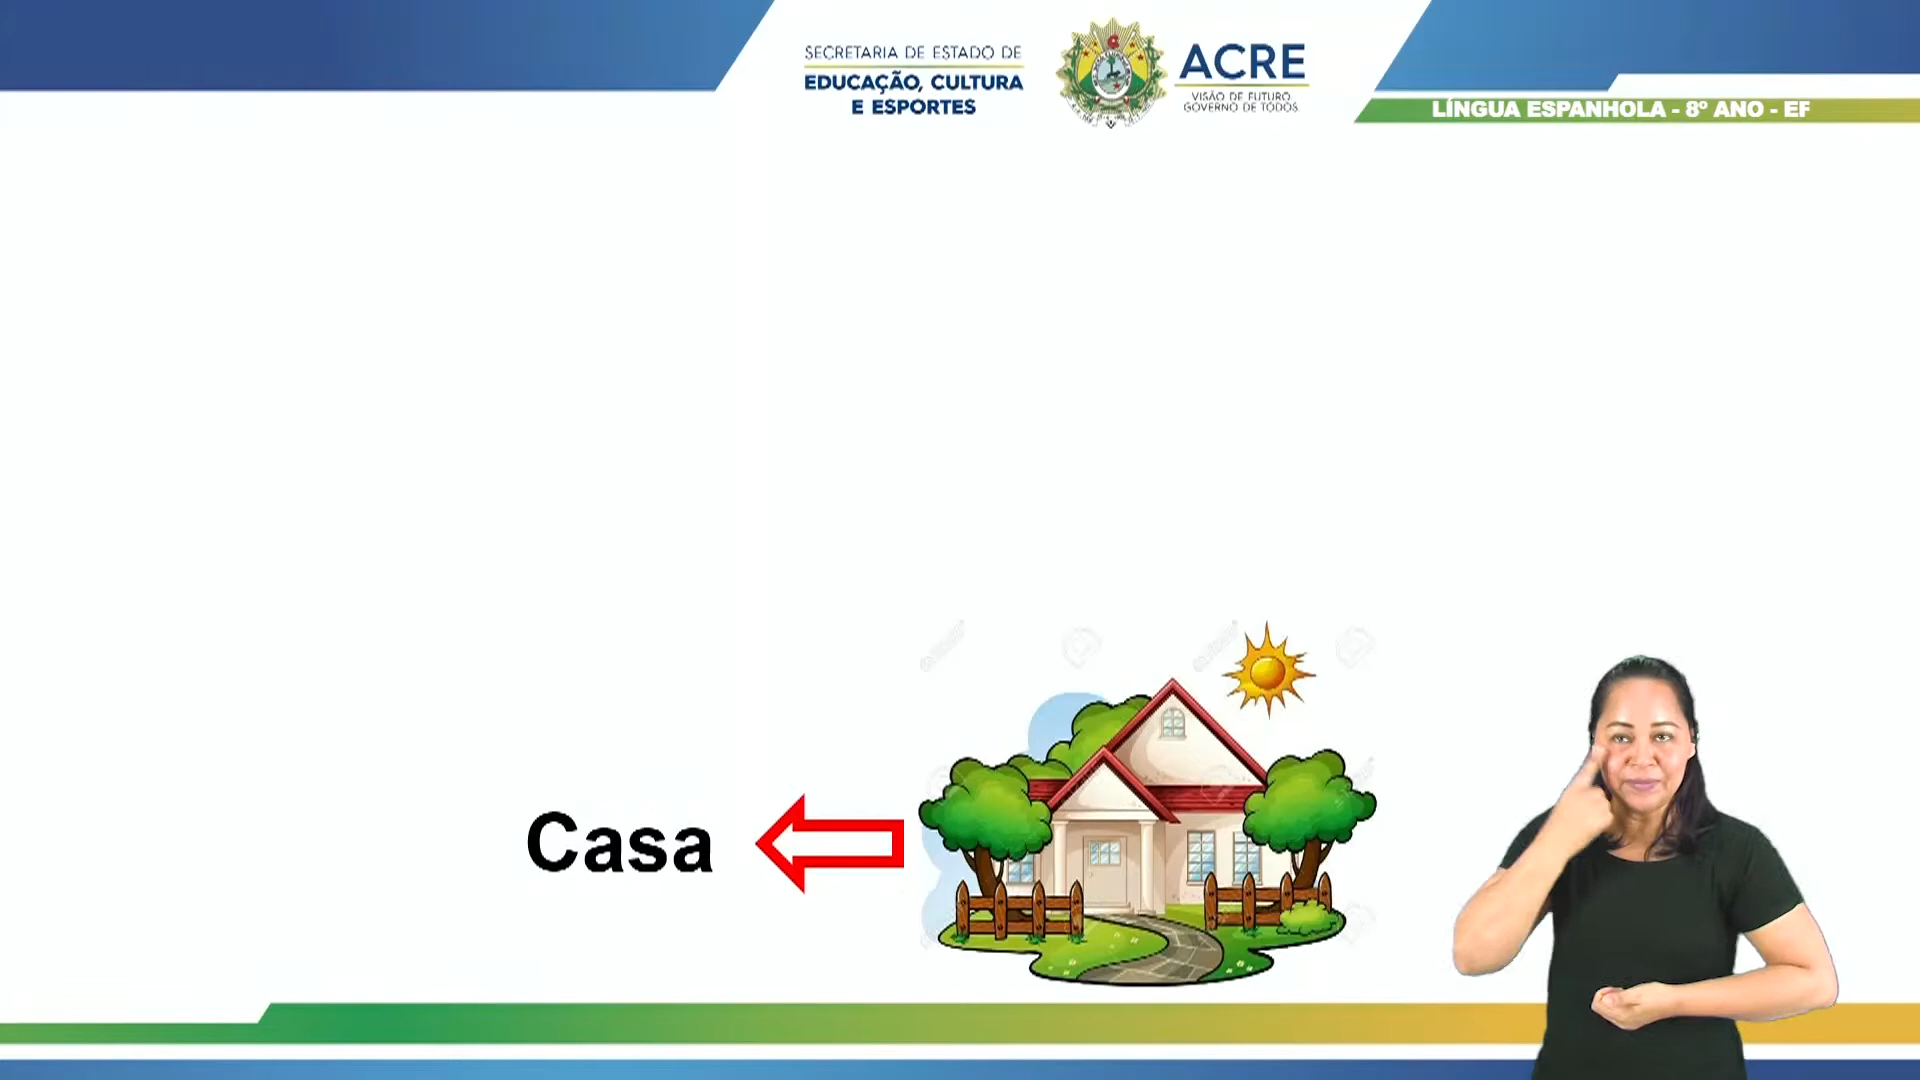 SECRETARIA DE ESTADO DE
EDUCAÇÃO, CULTURA
E ESPORTES
ACRE
VISÃO DE FUTURO
GOVERNO DE TODOS
LÍNGUA ESPANHOLA - 8º ANO - EF
Casa